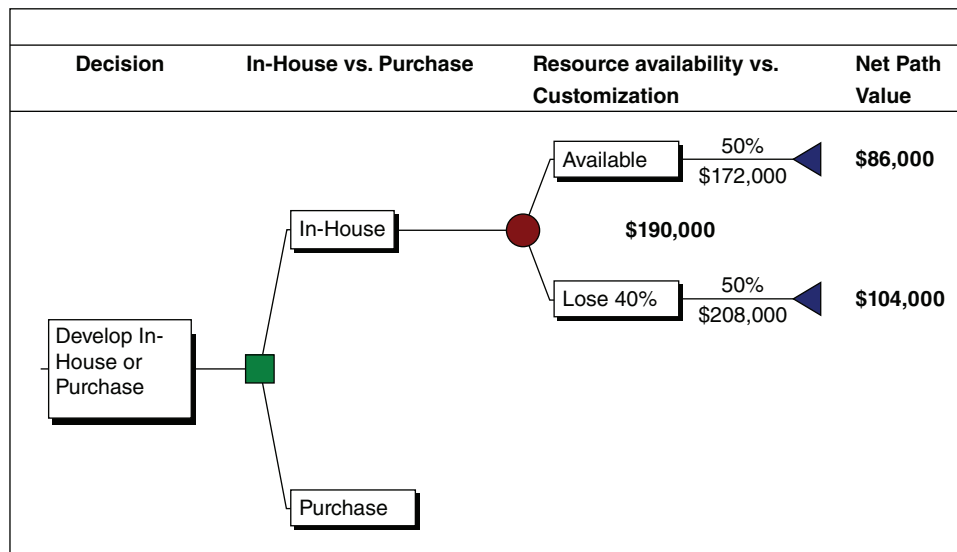 Decision
In-House vs. Purchase
Resource availability vs.
Customization
Net Path
Value
Available
50%
$172,000
$86,000
In-House
$190,000
Lose 40%
50%
$208,000
$104,000
Develop In-
House or
Purchase
Purchase